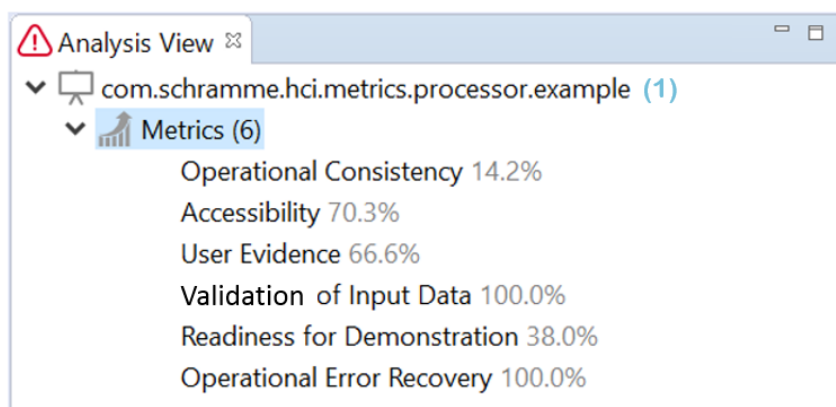 Analysis View
com.schramme.hci.metrics.processor.example (1)
Metrics (6)
Operational Consistency 14.2%
Accessibility 70.3%
User Evidence 66.6%
Validation of Input Data 100.0%
Readiness for Demonstration 38.0%
Operational Error Recovery 100.0%